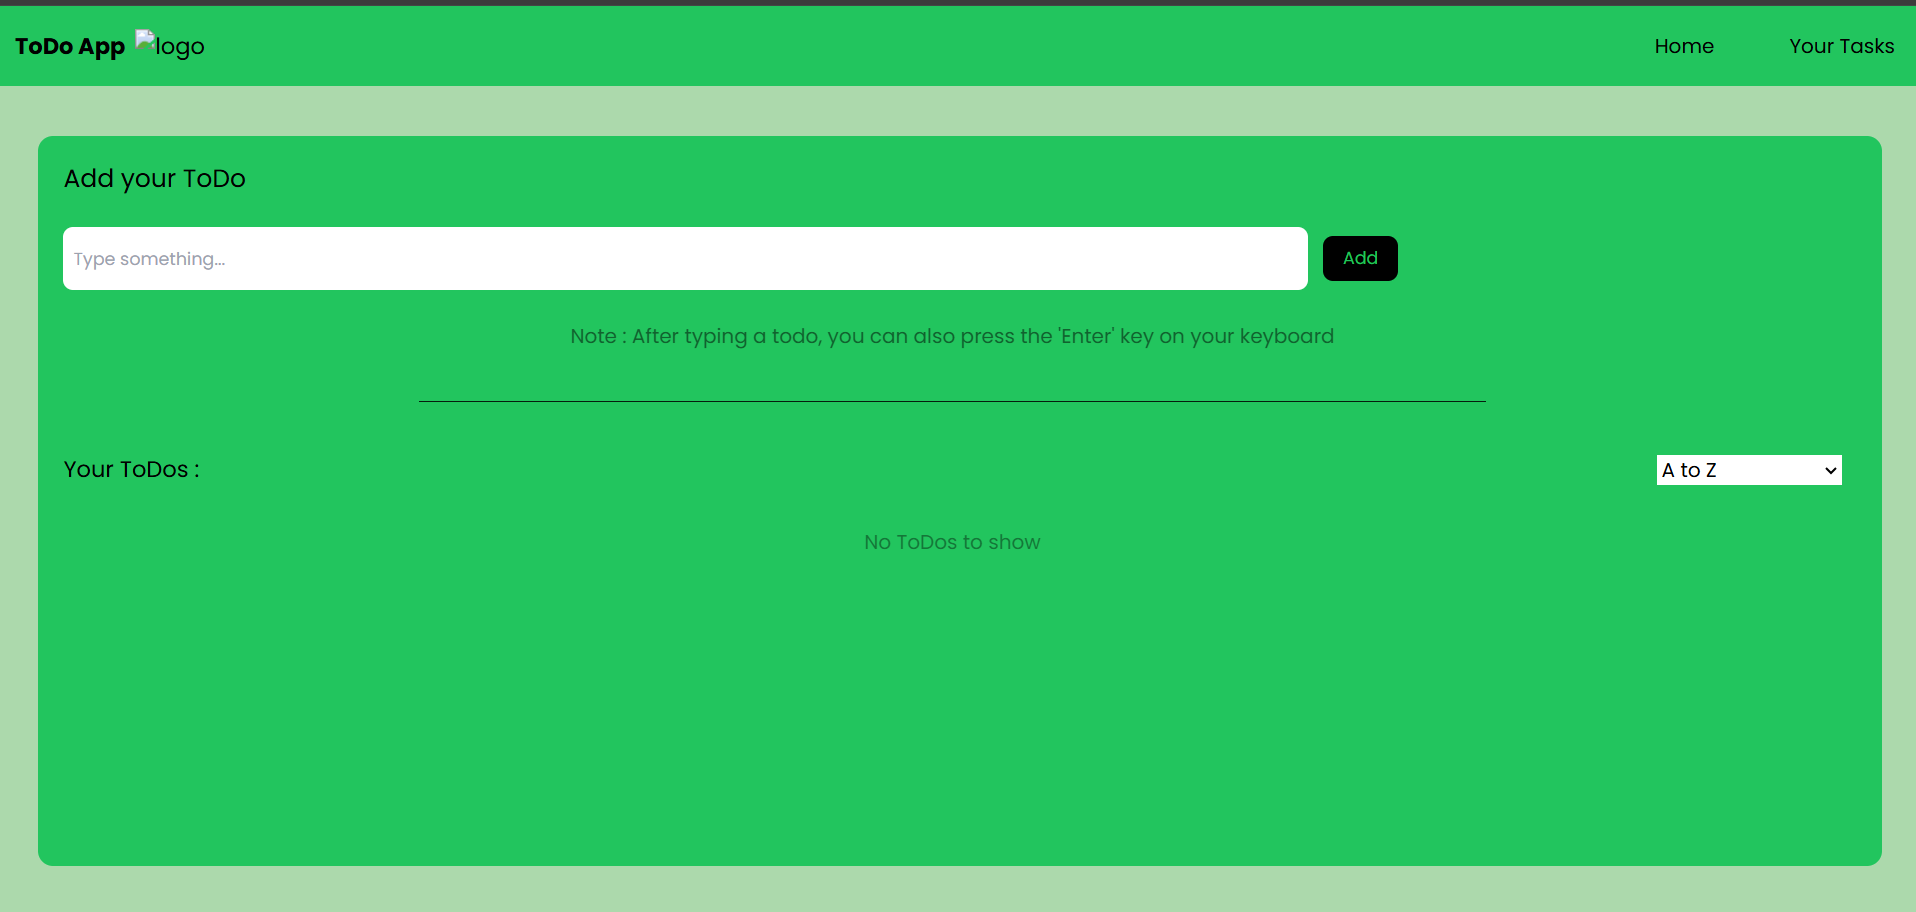 ToDo App logo Home Your Tasks
Add your ToDo
Type something...
Add
Note : After typing a todo, you can also press the 'Enter' key on your keyboard
Your ToDos :
A to Z
No ToDos to show